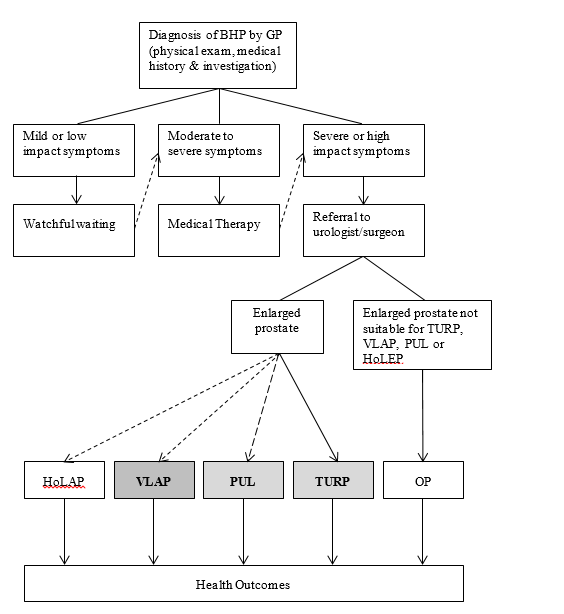 Diagnosis of BHP by GP
(physical exam, medical
history & investigation)
Mild or low
impact symptoms
Moderate to
severe symptoms
Severe or high
impact symptoms
Watchful waiting
Medical Therapy
Referral to
urologist/surgeon
Enlarged
prostate
Enlarged prostate not
suitable for TURP,
VLAP, PUL or
HoLEP.
HoLAP
VLAP
PUL
TURP
OP
Health Outcomes